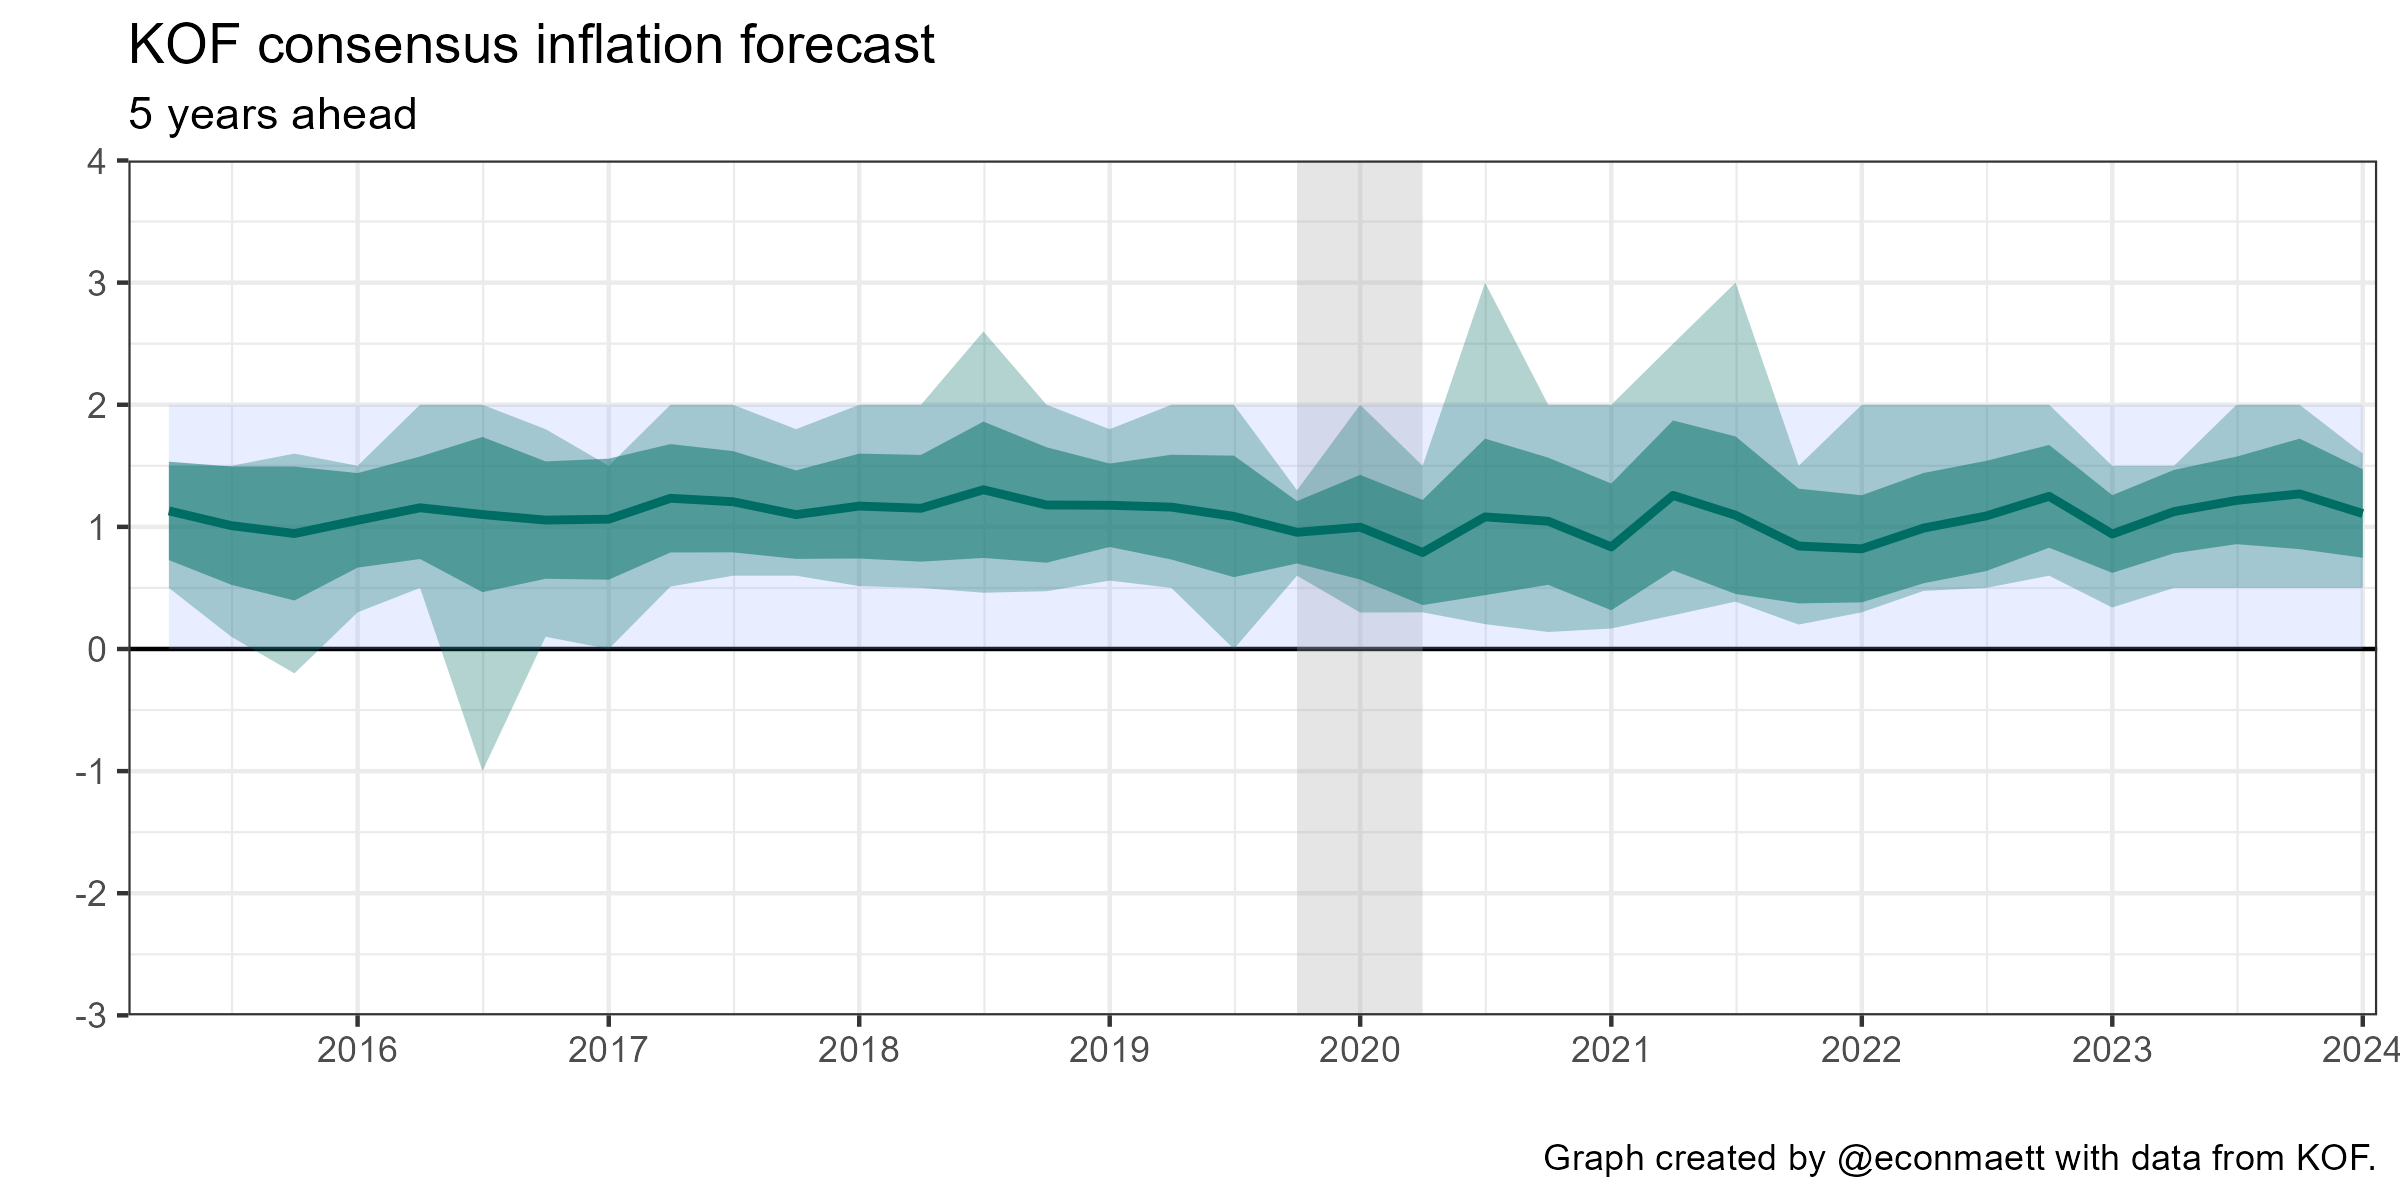 KOF consensus inflation forecast
5 years ahead
4
3
2
1
0
-1
-2
-3
2016 2017 2018 2019 2020 2021 2022 2023 2024
Graph created by @econmaett with data from KOF.